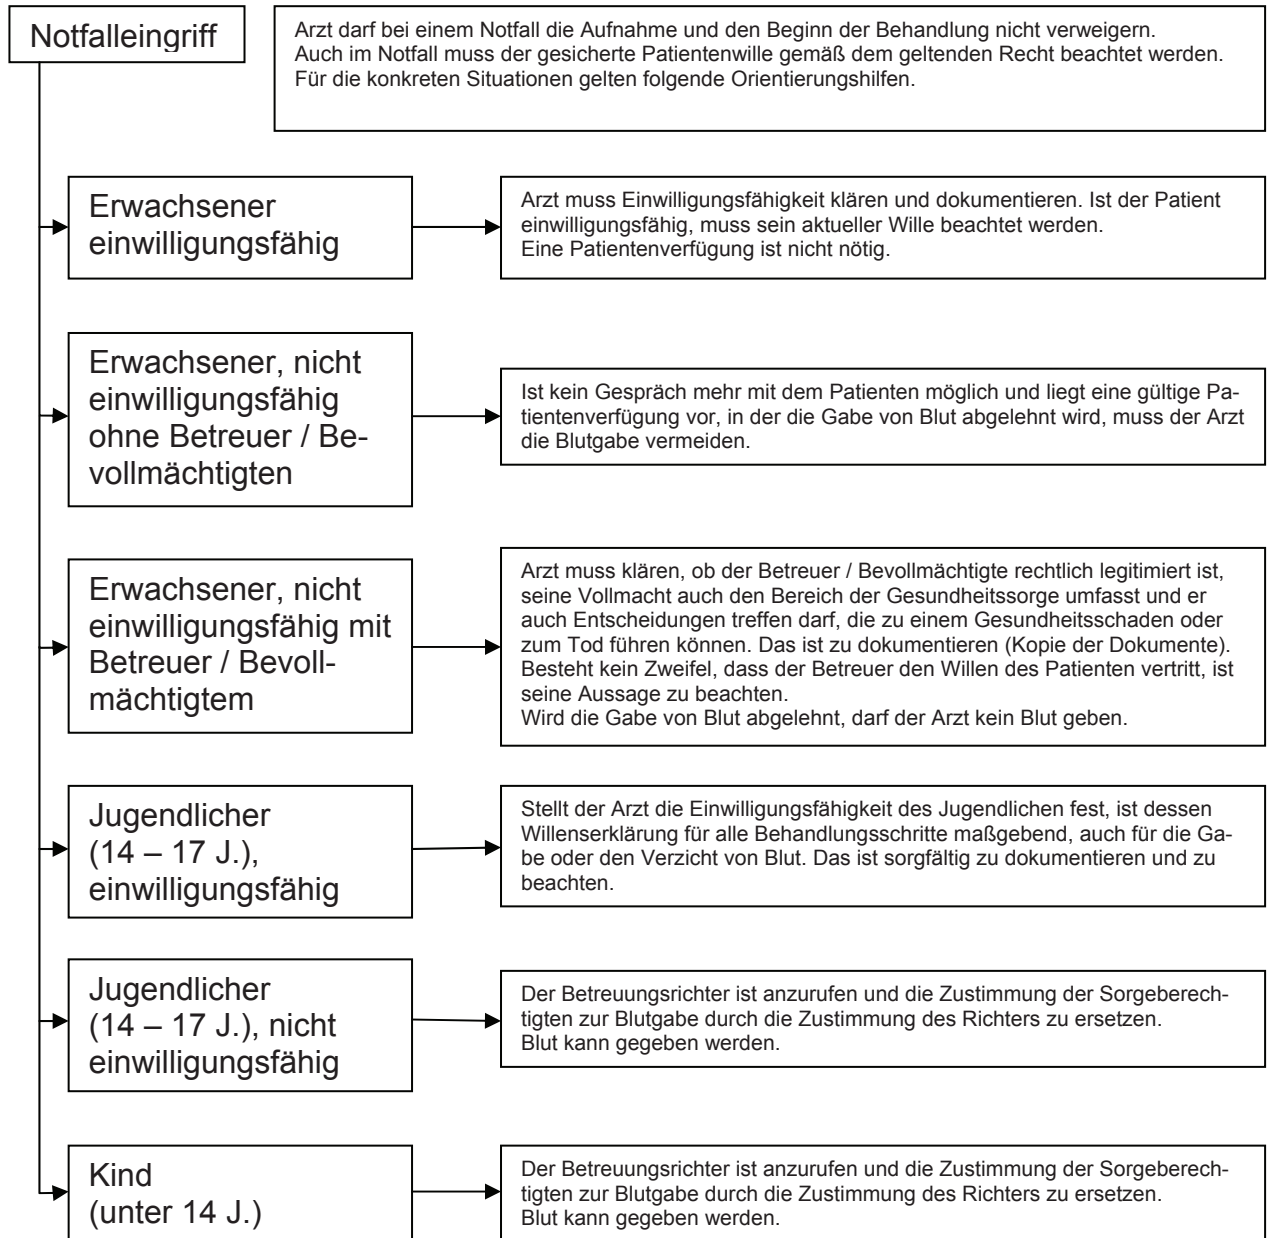 Notfalleingriff
Arzt darf bei einem Notfall die Aufnahme und den Beginn der Behandlung nicht verweigern.
Auch im Notfall muss der gesicherte Patientenwille gemäß dem geltenden Recht beachtet werden.
Für die konkreten Situationen gelten folgende Orientierungshilfen.
Erwachsener
einwilligungsfähig
Arzt muss Einwilligungsfähigkeit klären und dokumentieren. Ist der Patient
einwilligungsfähig, muss sein aktueller Wille beachtet werden.
Eine Patientenverfügung ist nicht nötig.
Erwachsener, nicht
einwilligungsfähig
ohne Betreuer / Be-
vollmächtigten
Ist kein Gespräch mehr mit dem Patienten möglich und liegt eine gültige Pa-
tientenverfügung vor, in der die Gabe von Blut abgelehnt wird, muss der Arzt
die Blutgabe vermeiden.
Erwachsener, nicht
einwilligungsfähig mit
Betreuer / Bevoll-
mächtigtem
Arzt muss klären, ob der Betreuer / Bevollmächtigte rechtlich legitimiert ist,
seine Vollmacht auch den Bereich der Gesundheitssorge umfasst und er
auch Entscheidungen treffen darf, die zu einem Gesundheitsschaden oder
zum Tod führen können. Das ist zu dokumentieren (Kopie der Dokumente).
Besteht kein Zweifel, dass der Betreuer den Willen des Patienten vertritt, ist
seine Aussage zu beachten.
Wird die Gabe von Blut abgelehnt, darf der Arzt kein Blut geben.
Jugendlicher
(14 – 17 J.),
einwilligungsfähig
Stellt der Arzt die Einwilligungsfähigkeit des Jugendlichen fest, ist dessen
Willenserklärung für alle Behandlungsschritte maßgebend, auch für die Ga-
be oder den Verzicht von Blut. Das ist sorgfältig zu dokumentieren und zu
beachten.
Jugendlicher
(14 – 17 J.), nicht
einwilligungsfähig
Der Betreuungsrichter ist anzurufen und die Zustimmung der Sorgeberech-
tigten zur Blutgabe durch die Zustimmung des Richters zu ersetzen.
Blut kann gegeben werden.
Kind
(unter 14 J.)
Der Betreuungsrichter ist anzurufen und die Zustimmung der Sorgeberech-
tigten zur Blutgabe durch die Zustimmung des Richters zu ersetzen.
Blut kann gegeben werden.